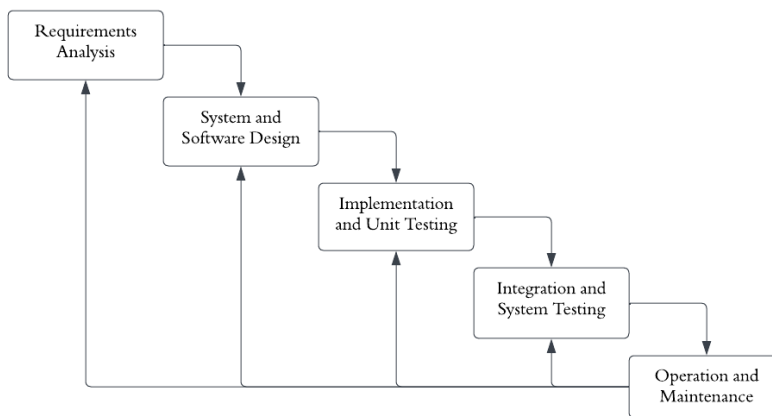 Requirements
Analysis
System and
Software Design
Implementation
and Unit Testing
Integration and
System Testing
Operation and
Maintenance